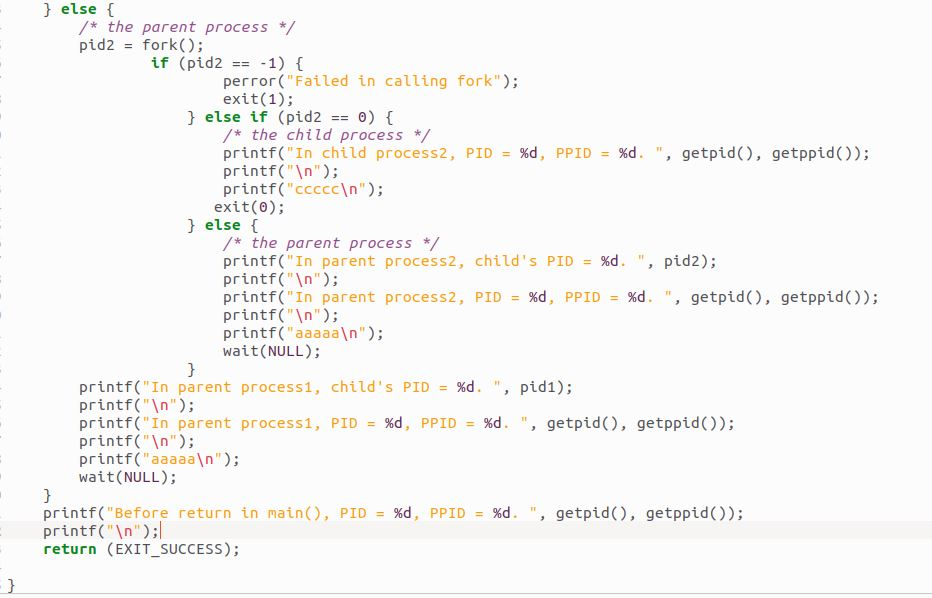 } else {
/* the parent process */
pid2 = fork();
if (pid2 == -1) {
perror("Failed in calling fork");
exit(1);
} else if (pid2 == 0) {
/* the child process */
printf("In child process2, PID = %d, PPID = %d. ", getpid(), getppid());
printf("\n");
printf("ccccc\n");
exit(0);
} else {
/* the parent process */
printf("In parent process2, child's PID = %d. ", pid2);
printf("\n");
printf("In parent process2, PID = %d, PPID = %d. ", getpid(), getppid());
printf("\n");
printf("aaaaa\n");
wait(NULL);
}
printf("In parent process1, child's PID = %d. ", pid1);
printf("\n");
printf("In parent process1, PID = %d, PPID = %d. ", getpid(), getppid());
printf("\n");
printf("aaaaa\n");
wait(NULL);
}
printf("Before return in main(), PID = %d, PPID = %d. ", getpid(), getppid());
printf("\n");
return (EXIT_SUCCESS);
}